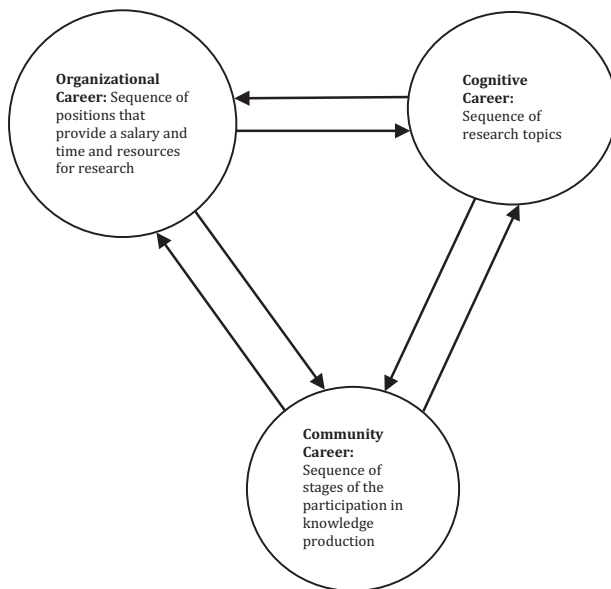 Organizational
Career: Sequence of
positions that
provide a salary and
time and resources
for research
Cognitive
Career:
Sequence of
research topics
Community
Career:
Sequence of
stages of the
participation in
knowledge
production